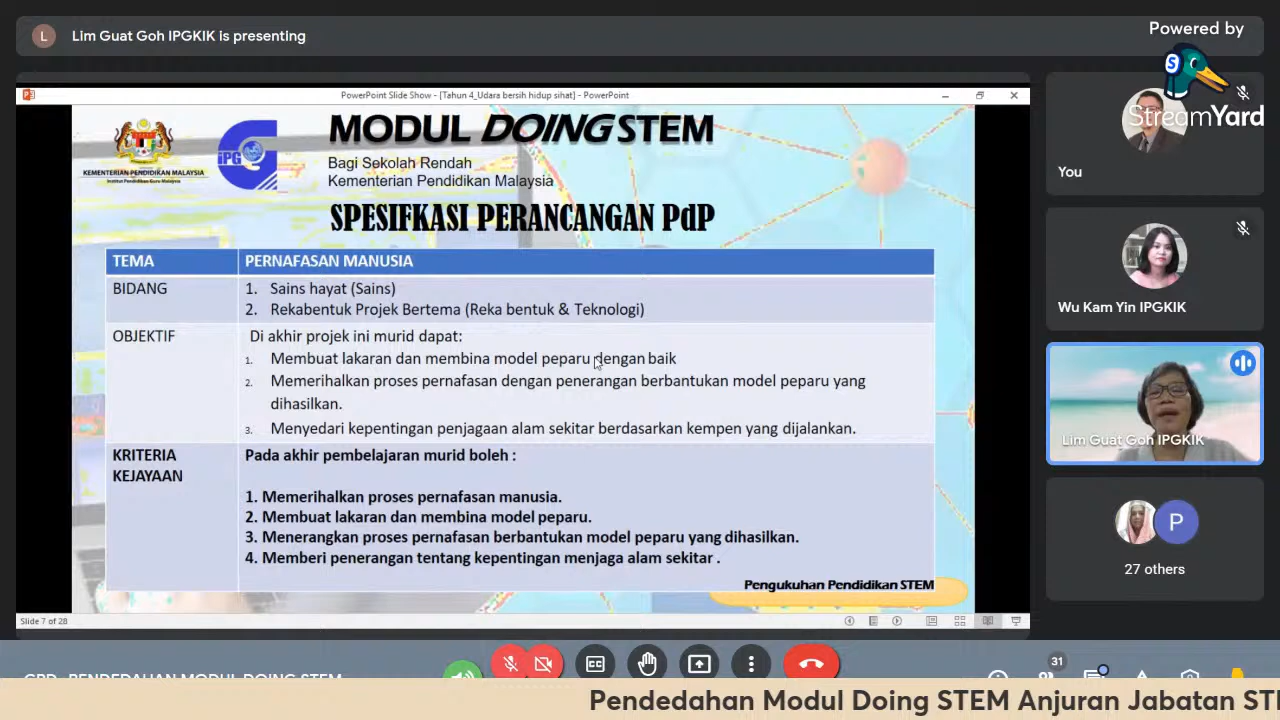 L Lim Guat Goh IPGKIK is presenting
Powered by
StreamYard
PowerPoint Slide Show - [Tahun 4_Udara bersih hidup sihat] - PowerPoint
KEMENTERIAN PENDIDIKAN MALAYSIA
Institut Pendidikan Guru Malaysia
IPG
MODUL DOING STEM
Bagi Sekolah Rendah
Kementerian Pendidikan Malaysia
SPESIFKASI PERANCANGAN PdP
TEMA PERNAFASAN MANUSIA
BIDANG 1. Sains hayat (Sains)
2. Rekabentuk Projek Bertema (Reka bentuk & Teknologi)
OBJEKTIF Di akhir projek ini murid dapat:
1. Membuat lakaran dan membina model peparu dengan baik
2. Memerihalkan proses pernafasan dengan penerangan berbantukan model peparu yang
dihasilkan.
3. Menyedari kepentingan penjagaan alam sekitar berdasarkan kempen yang dijalankan.
KRITERIA KEJAYAAN Pada akhir pembelajaran murid boleh :
1. Memerihalkan proses pernafasan manusia.
2. Membuat lakaran dan membina model peparu.
3. Menerangkan proses pernafasan berbantukan model peparu yang dihasilkan.
4. Memberi penerangan tentang kepentingan menjaga alam sekitar .
Pengukuhan Pendidikan STEM
Slide 7 of 28
You
Wu Kam Yin IPGKIK
Lim Guat Goh IPGKIK
P
27 others
31
Pendedahan Modul Doing STEM Anjuran Jabatan